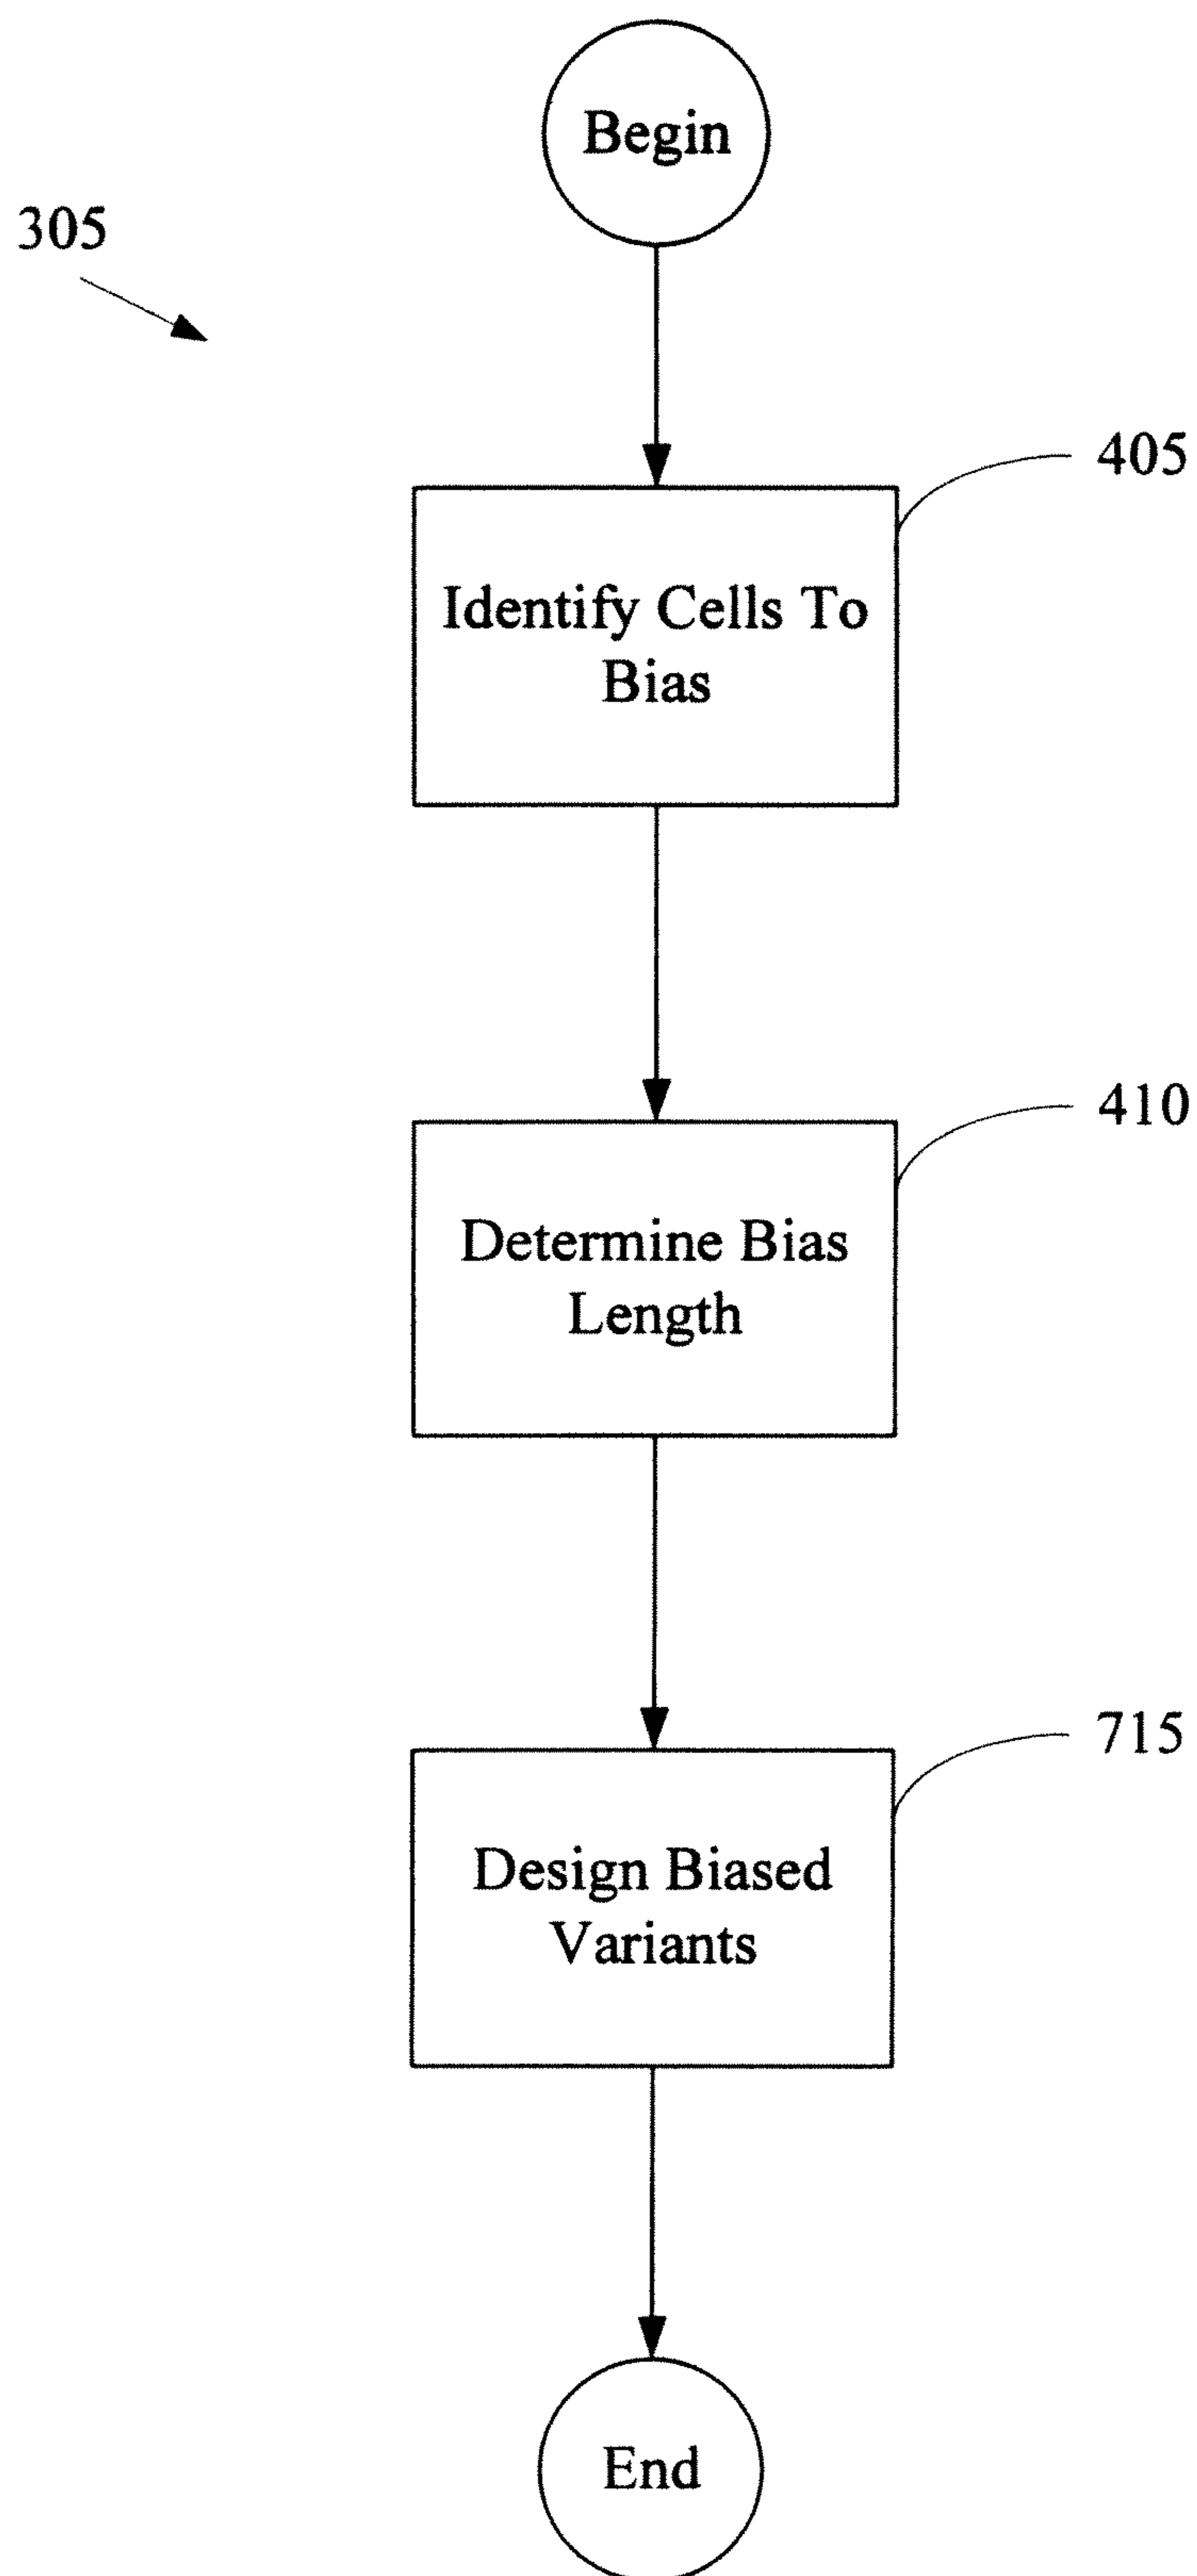 Begin
305
405
Identify Cells To
Bias
410
Determine Bias
Length
715
Design Biased
Variants
End